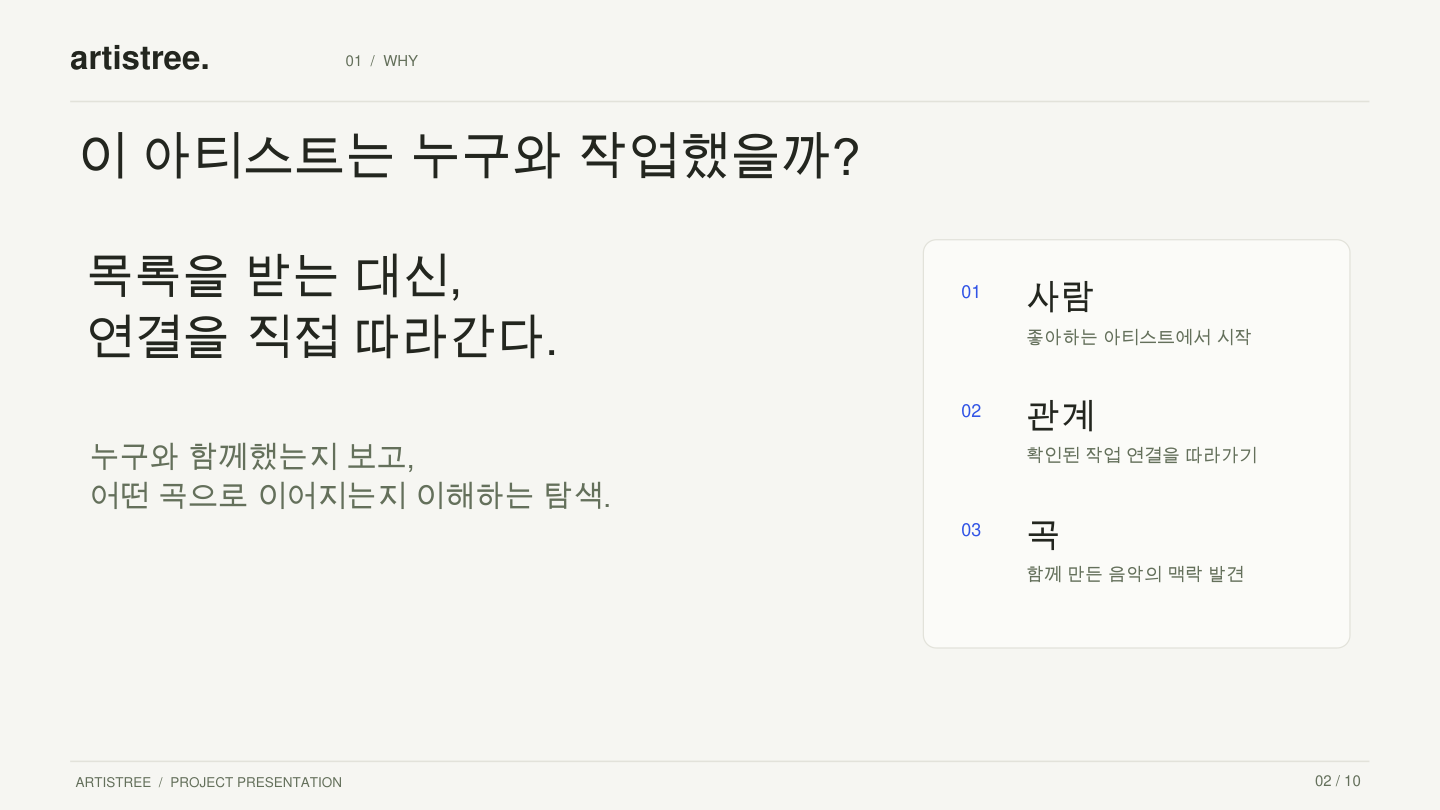 artistree.
01 / WHY
이 아티스트는 누구와 작업했을까?
목록을 받는 대신,
연결을 직접 따라간다.
누구와 함께했는지 보고,
어떤 곡으로 이어지는지 이해하는 탐색.
01
사람
좋아하는 아티스트에서 시작
02
관계
확인된 작업 연결을 따라가기
03
곡
함께 만든 음악의 맥락 발견
ARTISTREE / PROJECT PRESENTATION
02 / 10